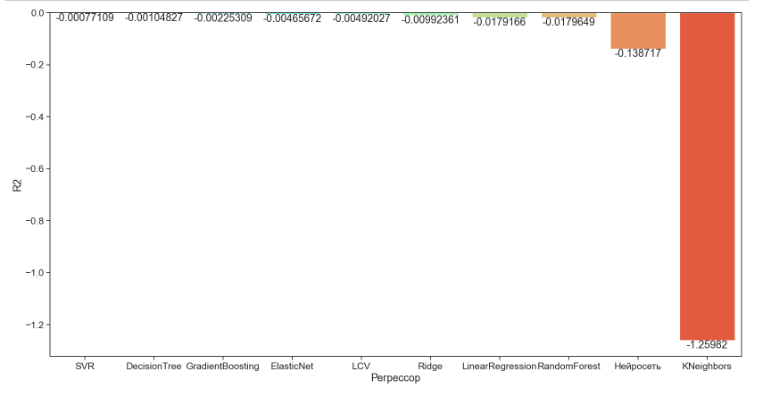 0.0
-0.00077109 -0.00104827 -0.00225309 -0.00465672 -0.00492027 -0.00992361 -0.0179166 -0.0179649
-0.138717
−0.2
−0.4
−0.6
R2
−0.8
−1.0
−1.2
-1.25982
SVR DecisionTree GradientBoosting ElasticNet LCV Ridge LinearRegression RandomForest Нейросеть KNeighbors
Регрессор